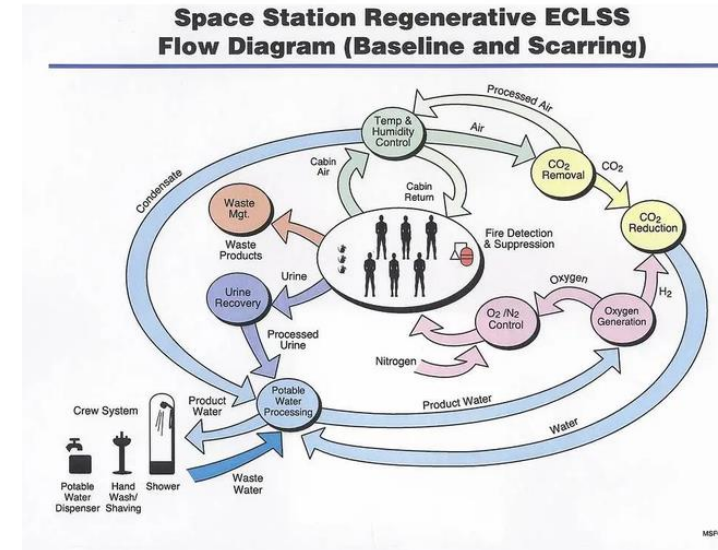 Space Station Regenerative ECLSS
Flow Diagram (Baseline and Scarring)
Processed Air
Temp &
Humidity
Control
Air
CO2
Removal
CO2
Cabin
Air
Cabin
Return
Condensate
Waste
Mgt.
Waste
Products
Fire Detection
& Suppression
CO2
Reduction
Urine
Urine
Recovery
Oxygen
H2
O2 /N2
Control
Oxygen
Generation
Processed
Urine
Nitrogen
Potable
Water
Processing
Product Water
Water
Crew System
Product
Water
Potable
Water
Dispenser
Hand
Wash/
Shaving
Shower
Waste
Water